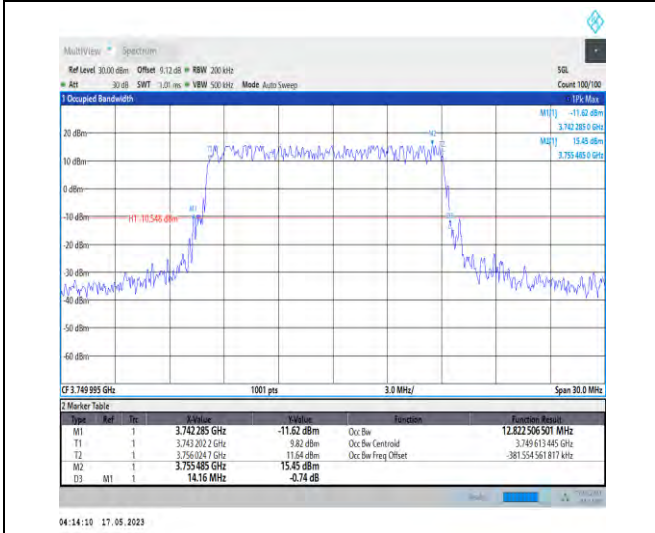 MultiView Spectrum
Ref Level 30.00 dBm Offset 9.12 dB RBW 200 kHz SGL
Att 30 dB SWT 1.01 ms VBW 500 kHz Mode Auto Sweep Count 100/100
1 Occupied Bandwidth 1Pk Max
M1[1] -11.62 dBm
3.742 285 0 GHz
M2[1] 15.45 dBm
3.755 485 0 GHz
M2
20 dBm
10 dBm
0 dBm
M1
-10 dBm H1 -10.546 dBm
-30 dBm
-40 dBm
-50 dBm
-60 dBm
CF 3.749 995 GHz 1001 pts 3.0 MHz/ Span 30.0 MHz
2 Marker Table
Type Ref Trc X-Value Y-Value Function Function Result
M1 1 3.742 285 GHz -11.62 dBm Occ Bw 12.822 506 501 MHz
T1 1 3.743 202 2 GHz 9.82 dBm Occ Bw Centroid 3.749 613 445 GHz
T2 1 3.756 024 7 GHz 11.64 dBm Occ Bw Freq Offset -381.554 561 817 kHz
M2 1 3.755 485 GHz 15.45 dBm
D3 M1 1 14.16 MHz -0.74 dB
04:14:10 17.05.2023